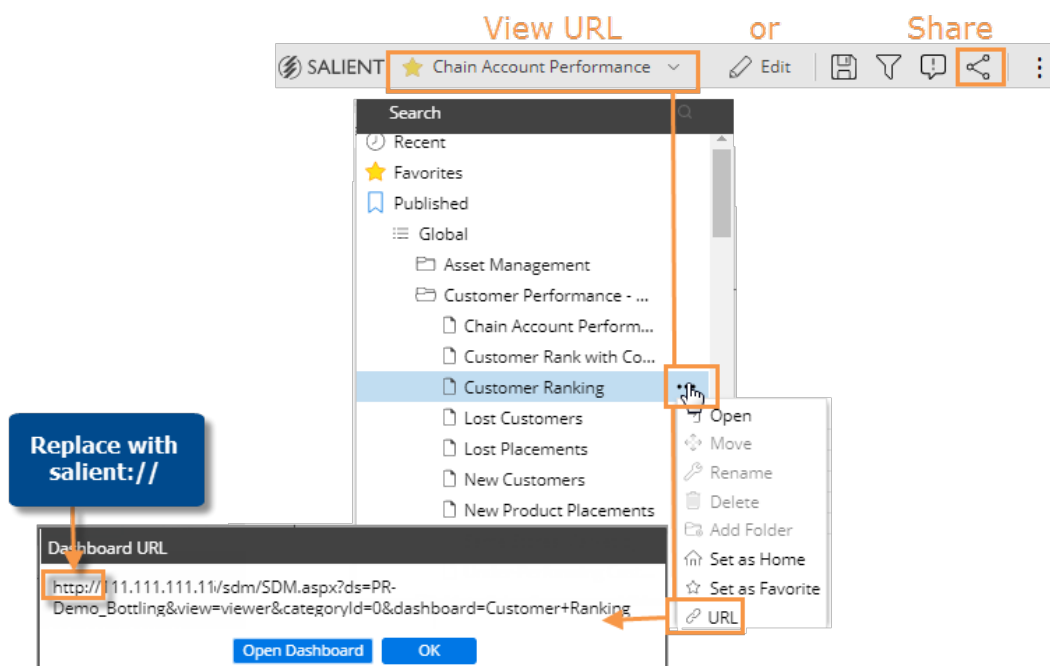 View URL or Share
SALIENT Chain Account Performance Edit
Search
Recent
Favorites
Published
Global
Asset Management
Customer Performance - ...
Chain Account Perform...
Customer Rank with Co...
Customer Ranking
Lost Customers
Lost Placements
New Customers
New Product Placements
Open
Move
Rename
Delete
Add Folder
Set as Home
Set as Favorite
URL
Replace with
salient://
Dashboard URL
http://111.111.111.11/sdm/SDM.aspx?ds=PR-
Demo_Bottling&view=viewer&categoryId=0&dashboard=Customer+Ranking
Open Dashboard OK